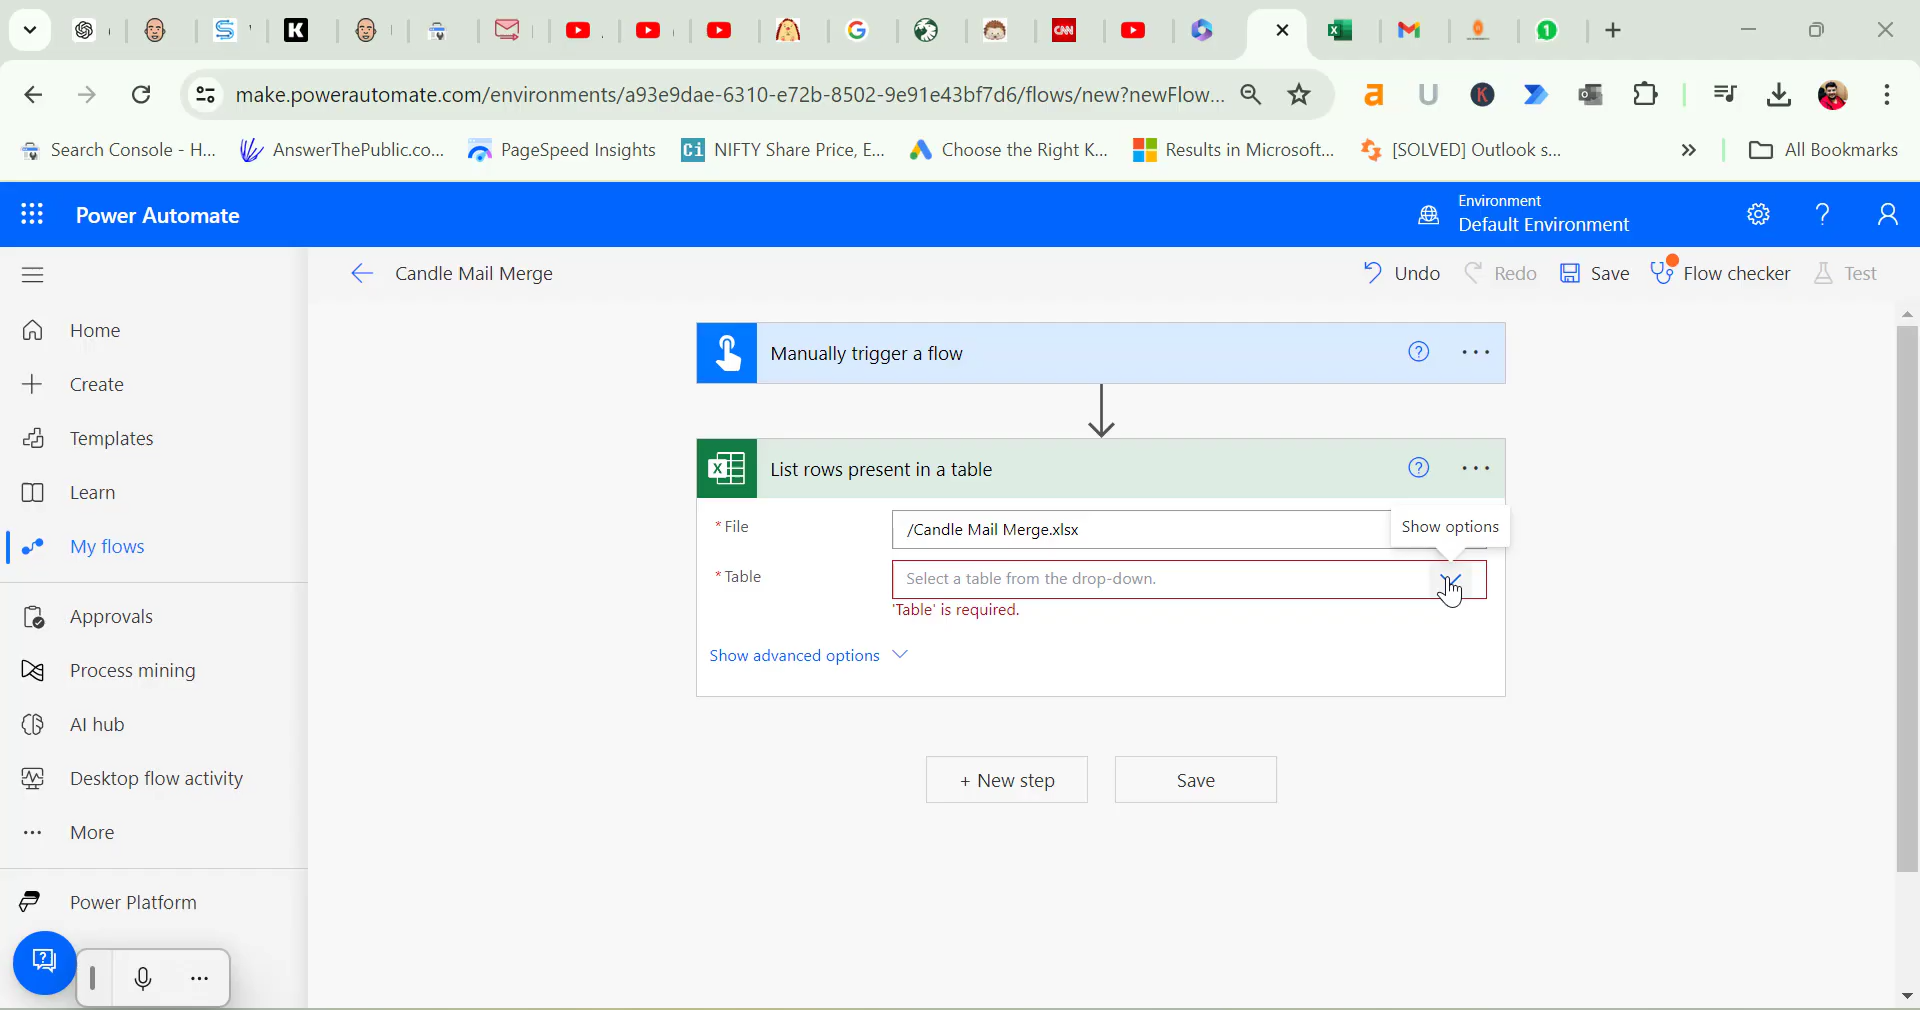 CNN
1
make.powerautomate.com/environments/a93e9dae-6310-e72b-8502-9e91e43bf7d6/flows/new?newFlow...
Search Console - H...
AnswerThePublic.co...
PageSpeed Insights
Ci NIFTY Share Price, E...
Choose the Right K...
Results in Microsoft...
[SOLVED] Outlook s...
All Bookmarks
Power Automate
Environment
Default Environment
Candle Mail Merge
Undo
Redo
Save
Flow checker
Test
Home
Create
Templates
Learn
My flows
Approvals
Process mining
AI hub
Desktop flow activity
More
Power Platform
Manually trigger a flow
List rows present in a table
* File
/Candle Mail Merge.xlsx
Show options
* Table
Select a table from the drop-down.
'Table' is required.
Show advanced options
+ New step
Save